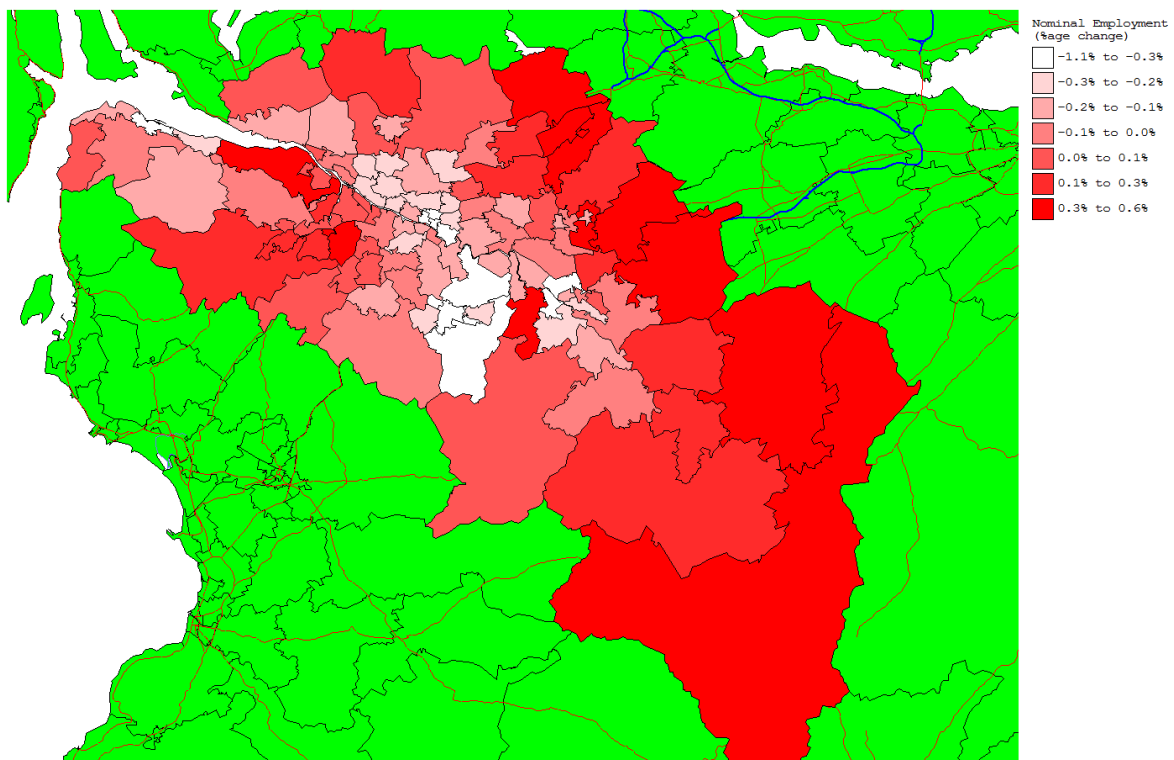 Nominal Employment
(%age change)
-1.1% to -0.3%
-0.3% to -0.2%
-0.2% to -0.1%
-0.1% to 0.0%
0.0% to 0.1%
0.1% to 0.3%
0.3% to 0.6%